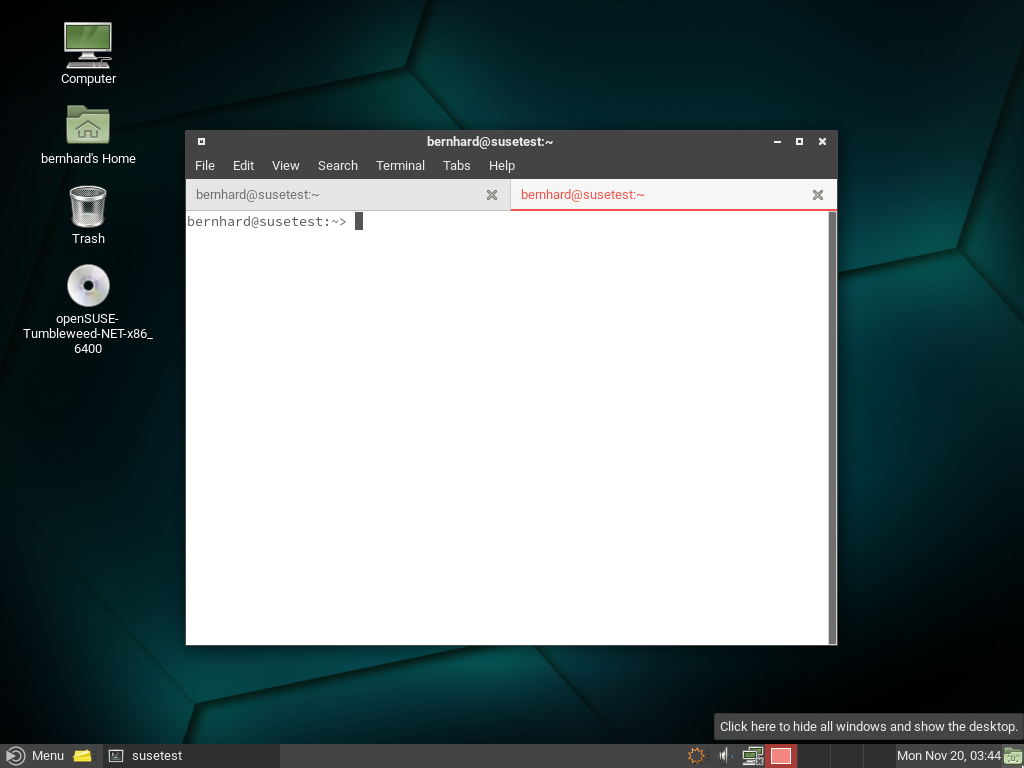 Computer
bernhard's Home
Trash
openSUSE-
Tumbleweed-NET-x86_
6400
bernhard@susetest:~
File Edit View Search Terminal Tabs Help
bernhard@susetest:~ bernhard@susetest:~
bernhard@susetest:~>
Click here to hide all windows and show the desktop.
Menu susetest Mon Nov 20, 03:44